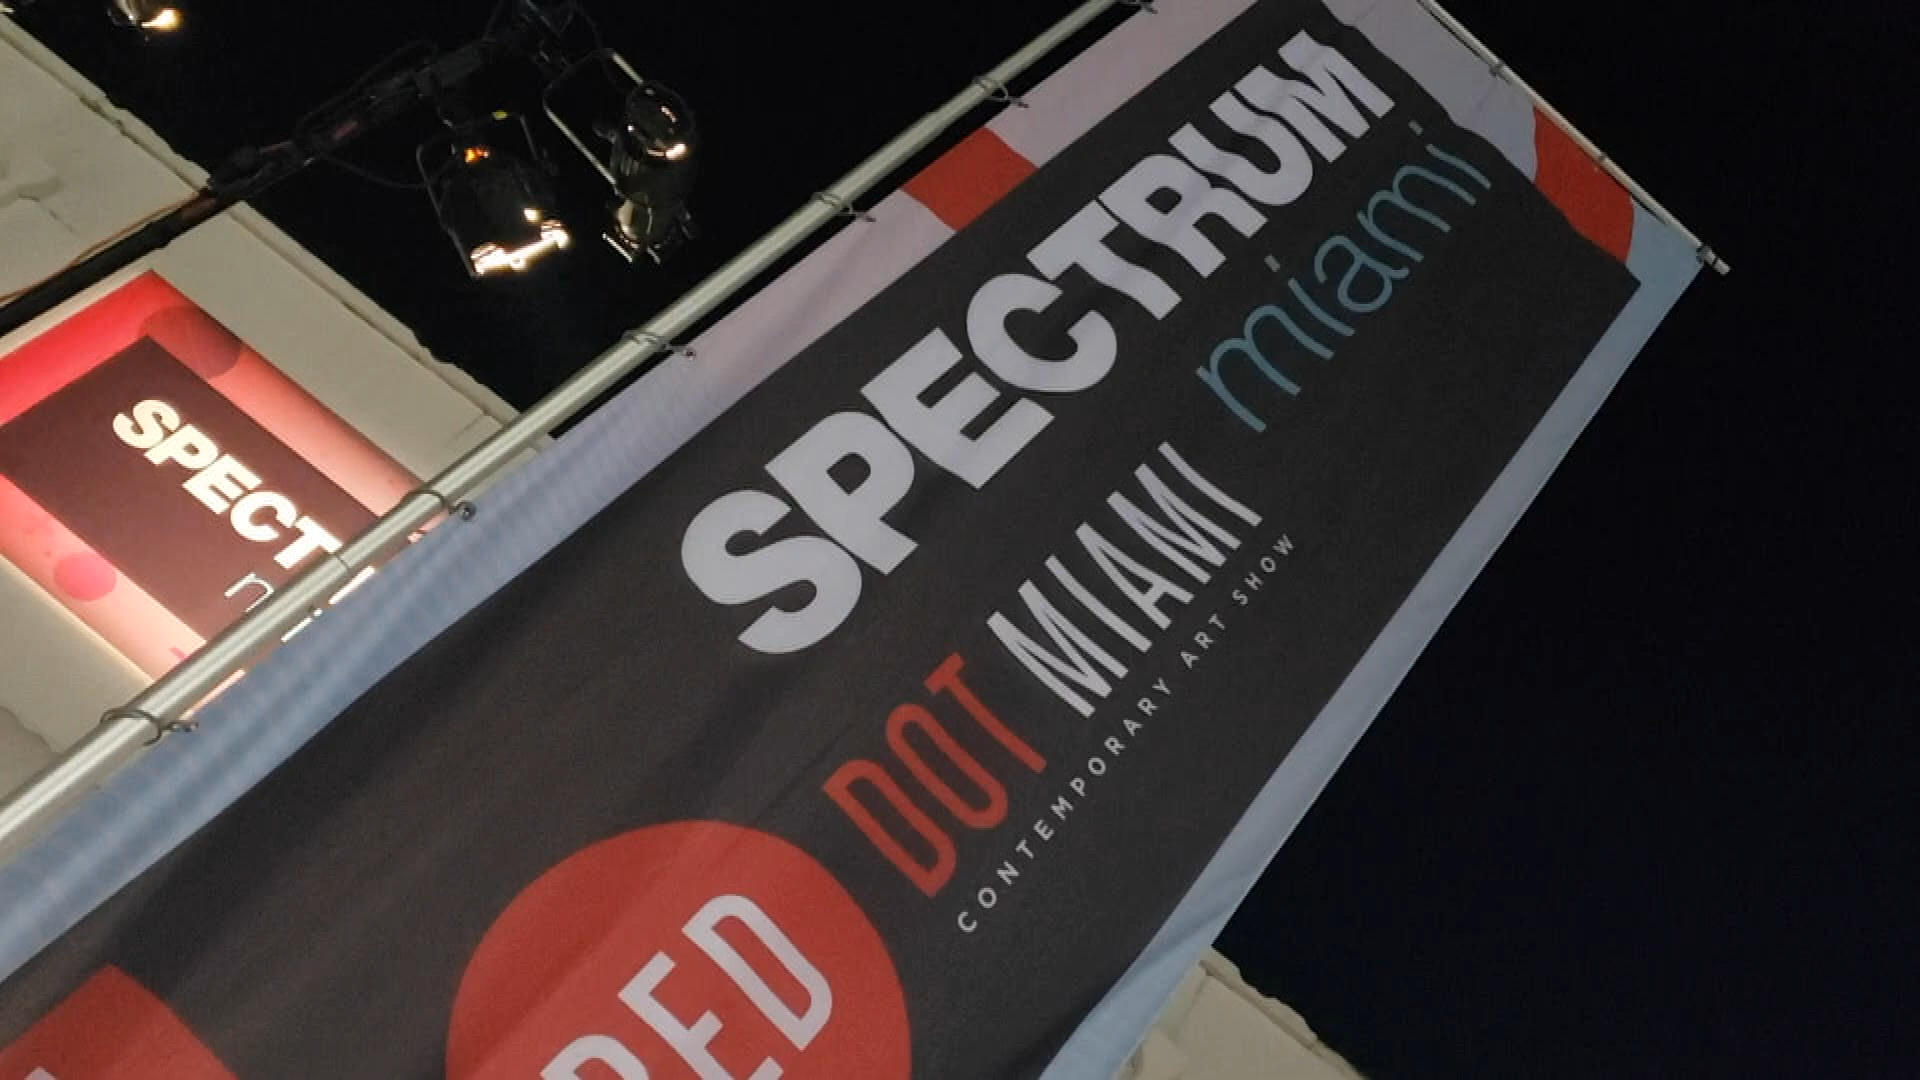 SPECTRUM
miami
RED DOT MIAMI
CONTEMPORARY ART SHOW
SPECT